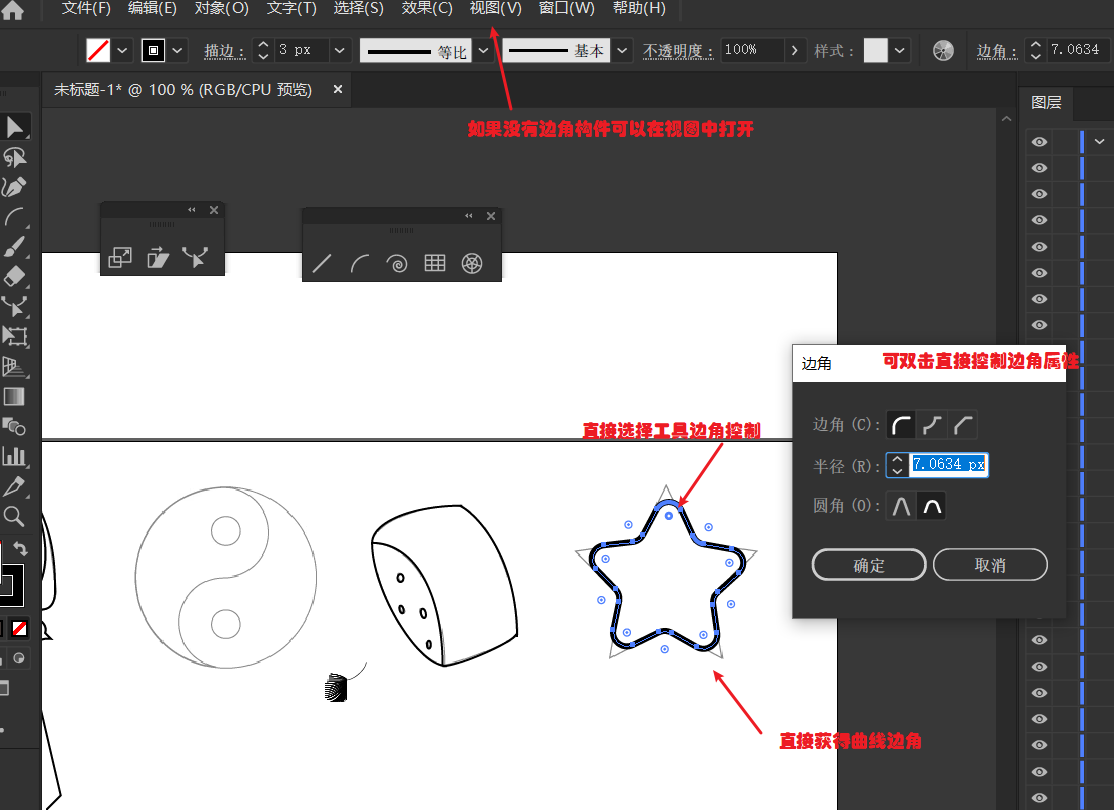 文件(F) 编辑(E) 对象(O) 文字(T) 选择(S) 效果(C) 视图(V) 窗口(W) 帮助(H)
描边： 3 px 等比 基本 不透明度： 100% 样式： 边角： 7.0634
未标题-1* @ 100 % (RGB/CPU 预览) ×
图层
如果没有边角构件可以在视图中打开
边角
可双击直接控制边角属性
边角 (C)：
直接选择工具边角控制
半径 (R)： 7.0634 px
圆角 (O)：
确定 取消
直接获得曲线边角